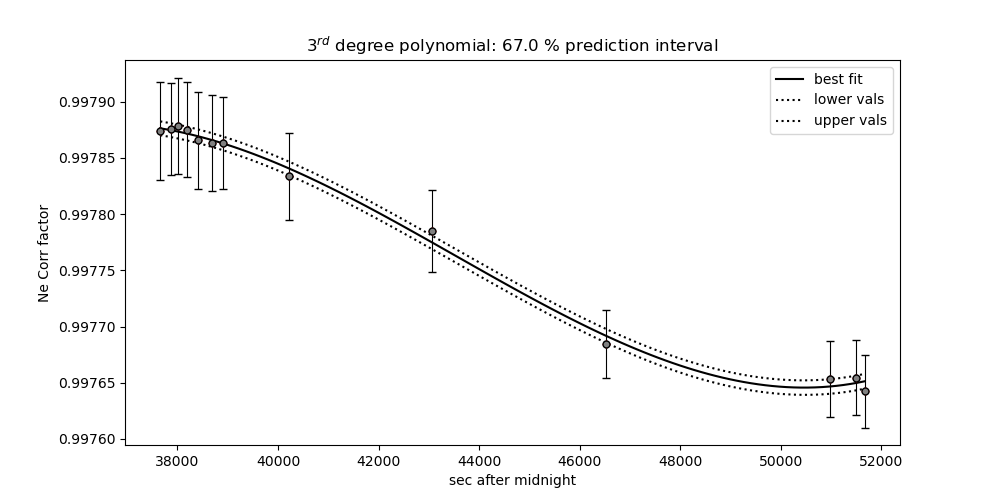 3rd degree polynomial: 67.0 % prediction interval
best fit
lower vals
upper vals
Ne Corr factor
0.99790
0.99785
0.99780
0.99775
0.99770
0.99765
0.99760
38000 40000 42000 44000 46000 48000 50000 52000
sec after midnight